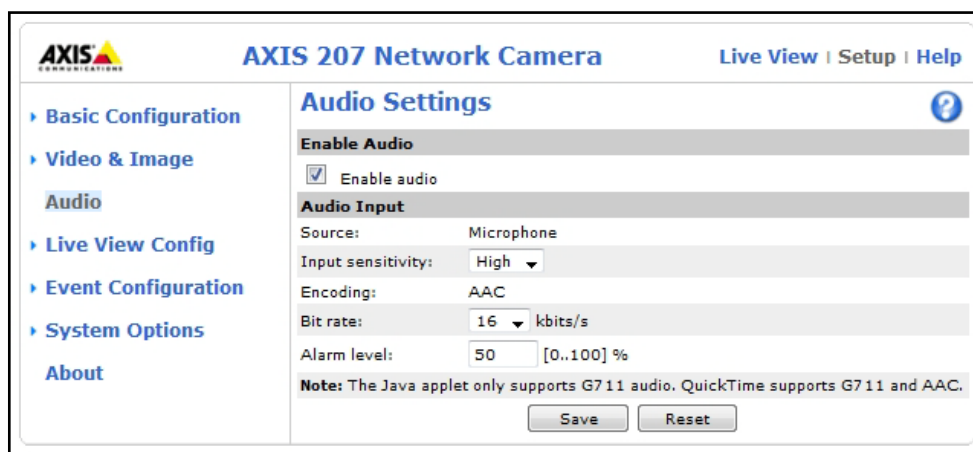 AXIS
COMMUNICATIONS
AXIS 207 Network Camera
Live View | Setup | Help
Basic Configuration
Video & Image
Audio
Live View Config
Event Configuration
System Options
About
Audio Settings
?
Enable Audio
Enable audio
Audio Input
Source: Microphone
Input sensitivity: High
Encoding: AAC
Bit rate: 16 kbits/s
Alarm level: 50 [0..100] %
Note: The Java applet only supports G711 audio. QuickTime supports G711 and AAC.
Save Reset